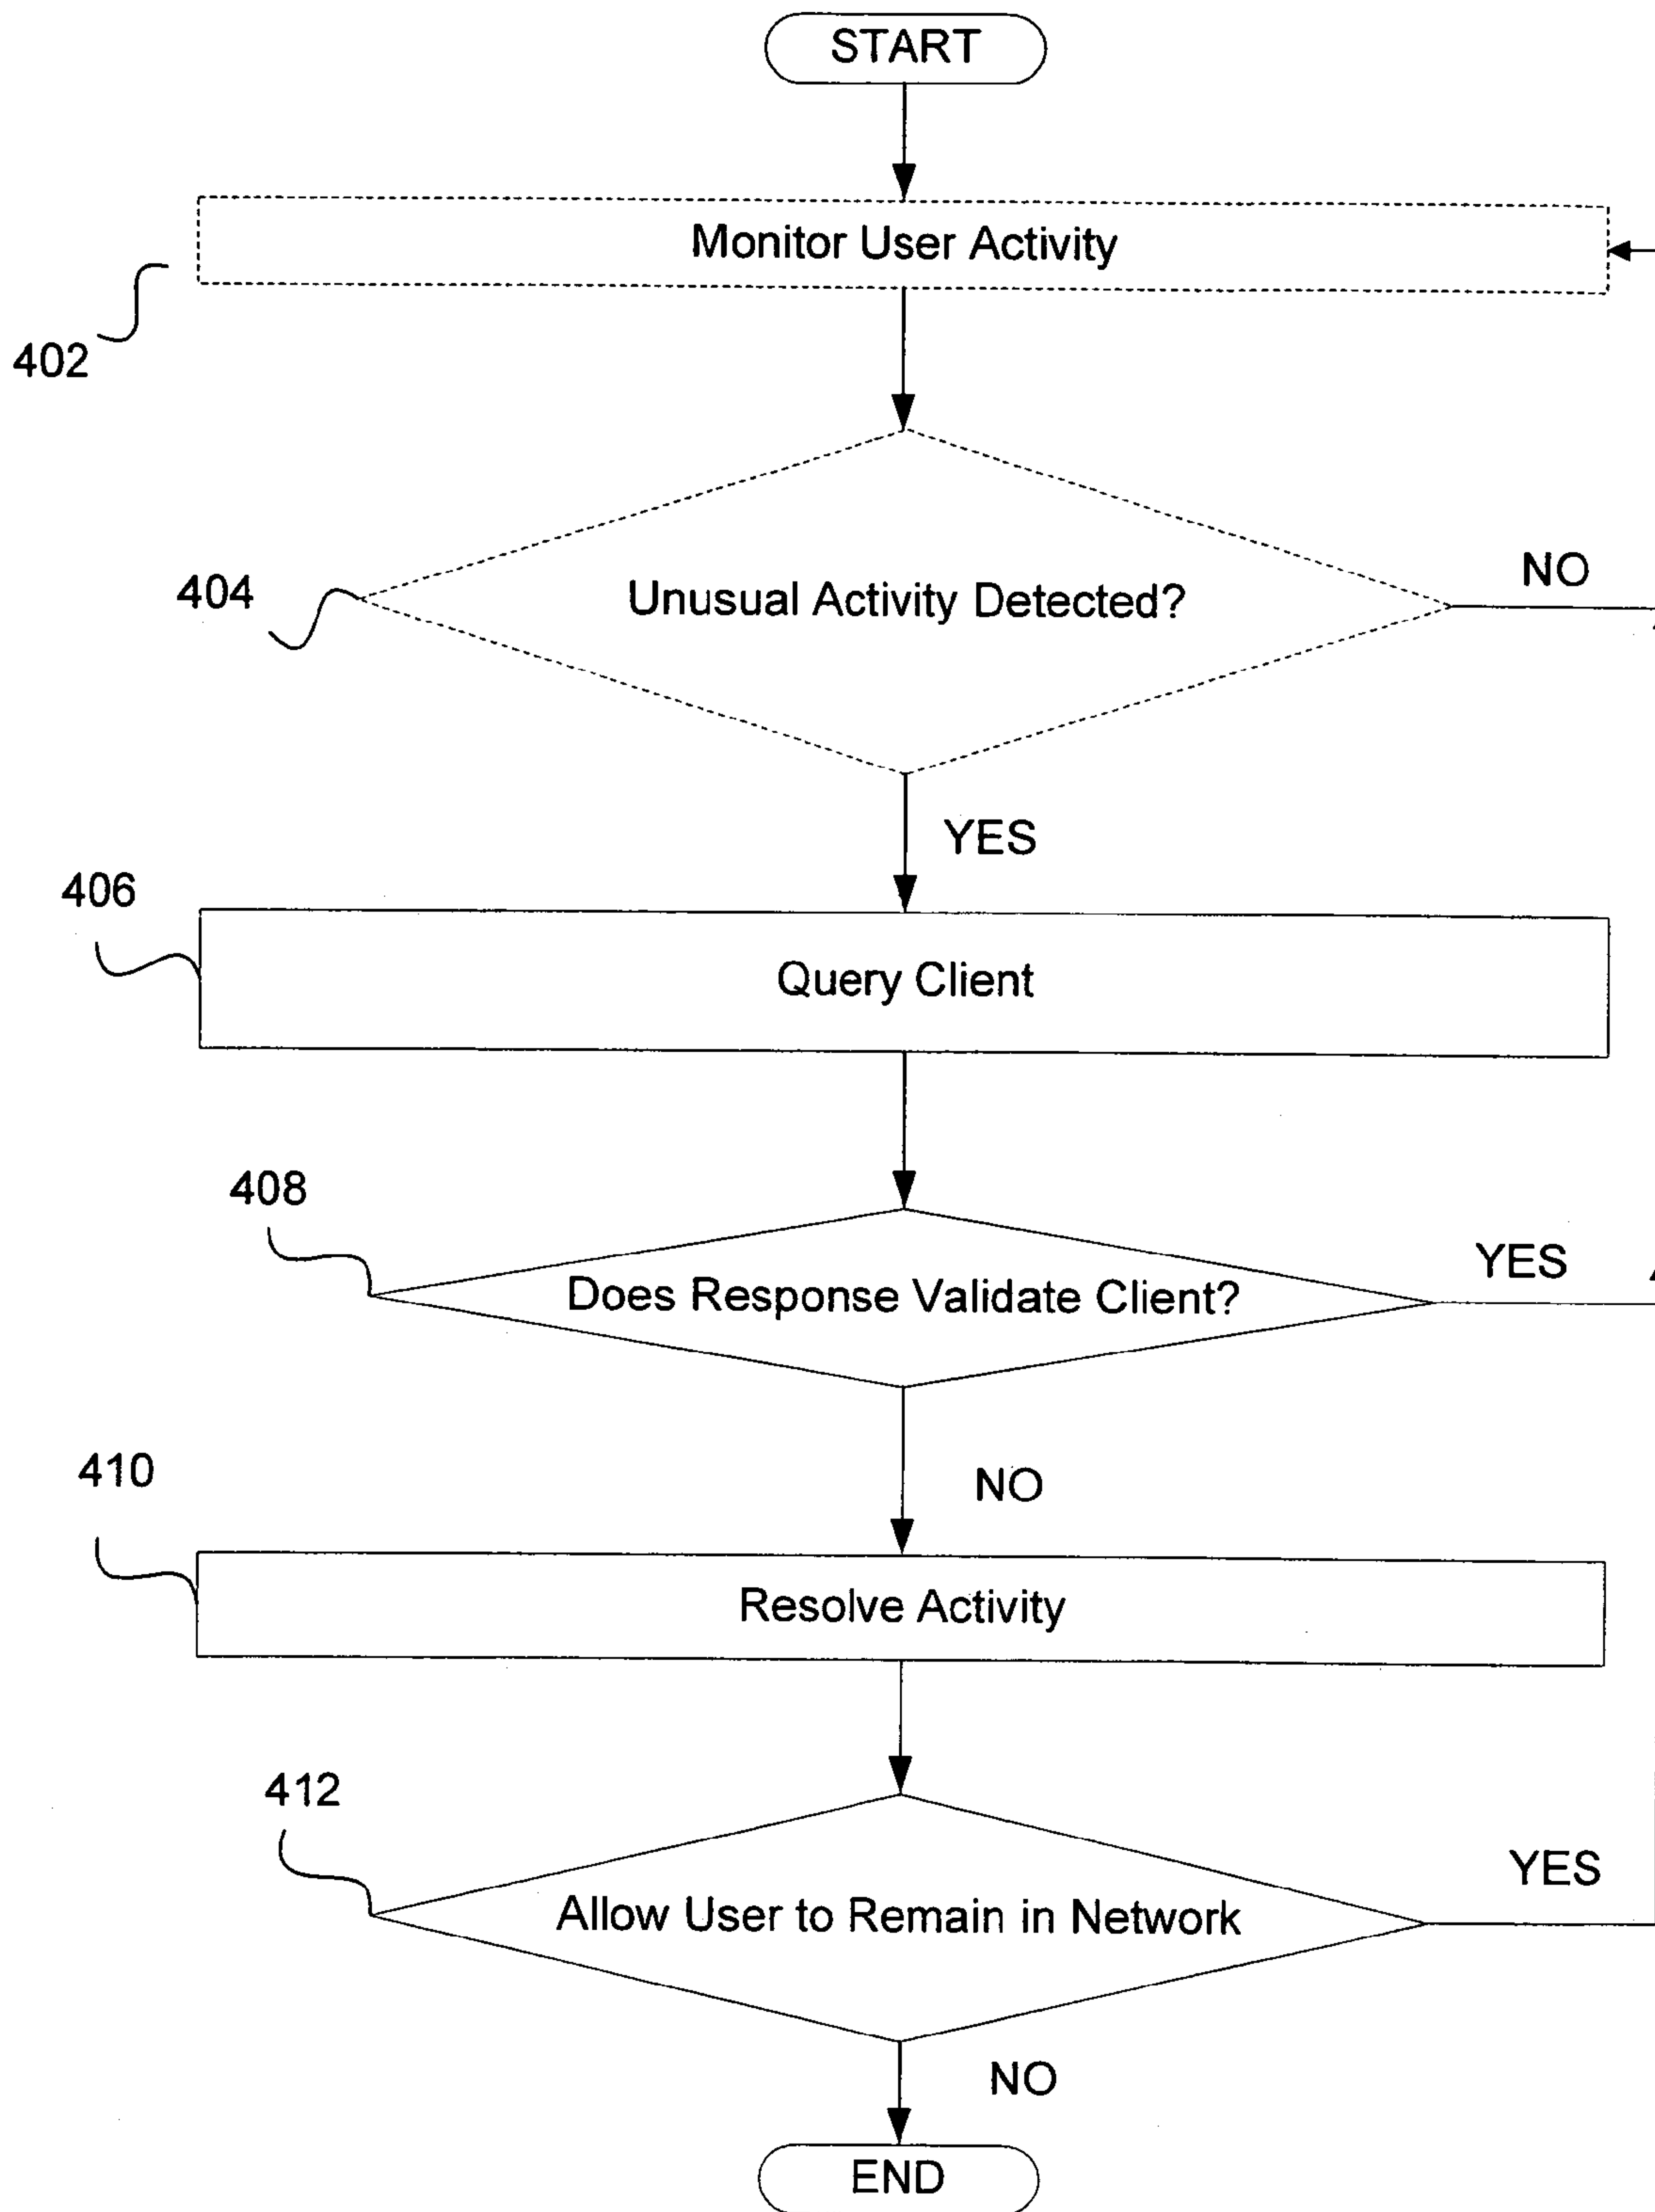 START
Monitor User Activity
402
Unusual Activity Detected?
404
NO
YES
406
Query Client
408
Does Response Validate Client?
YES
NO
410
Resolve Activity
412
Allow User to Remain in Network
YES
NO
END